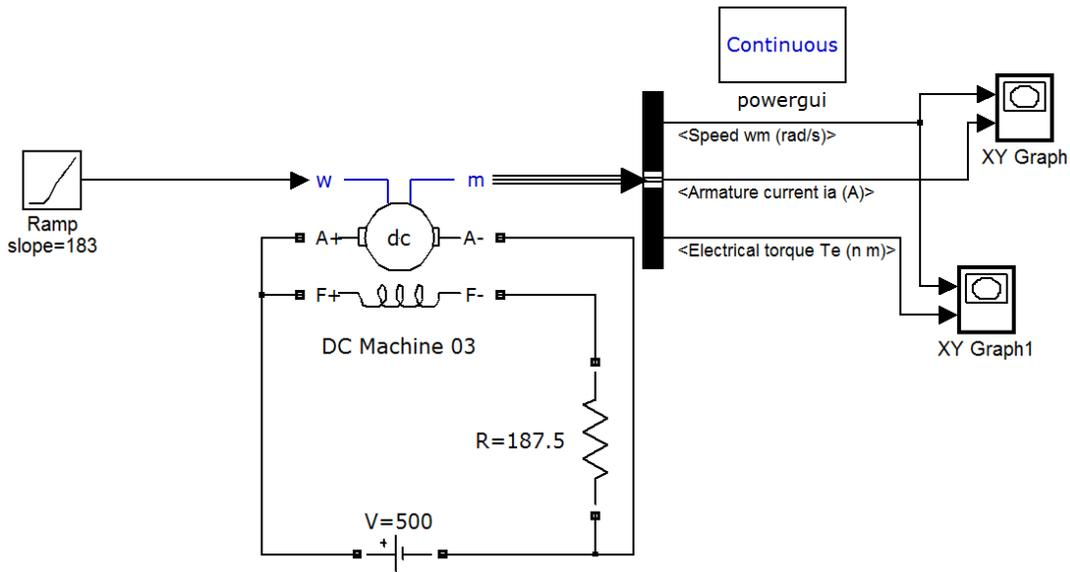 Continuous
powergui
<Speed wm (rad/s)>
XY Graph
w
m
<Armature current ia (A)>
Ramp
slope=183
A+
dc
A-
<Electrical torque Te (n m)>
F+
F-
DC Machine 03
XY Graph1
R=187.5
V=500
+